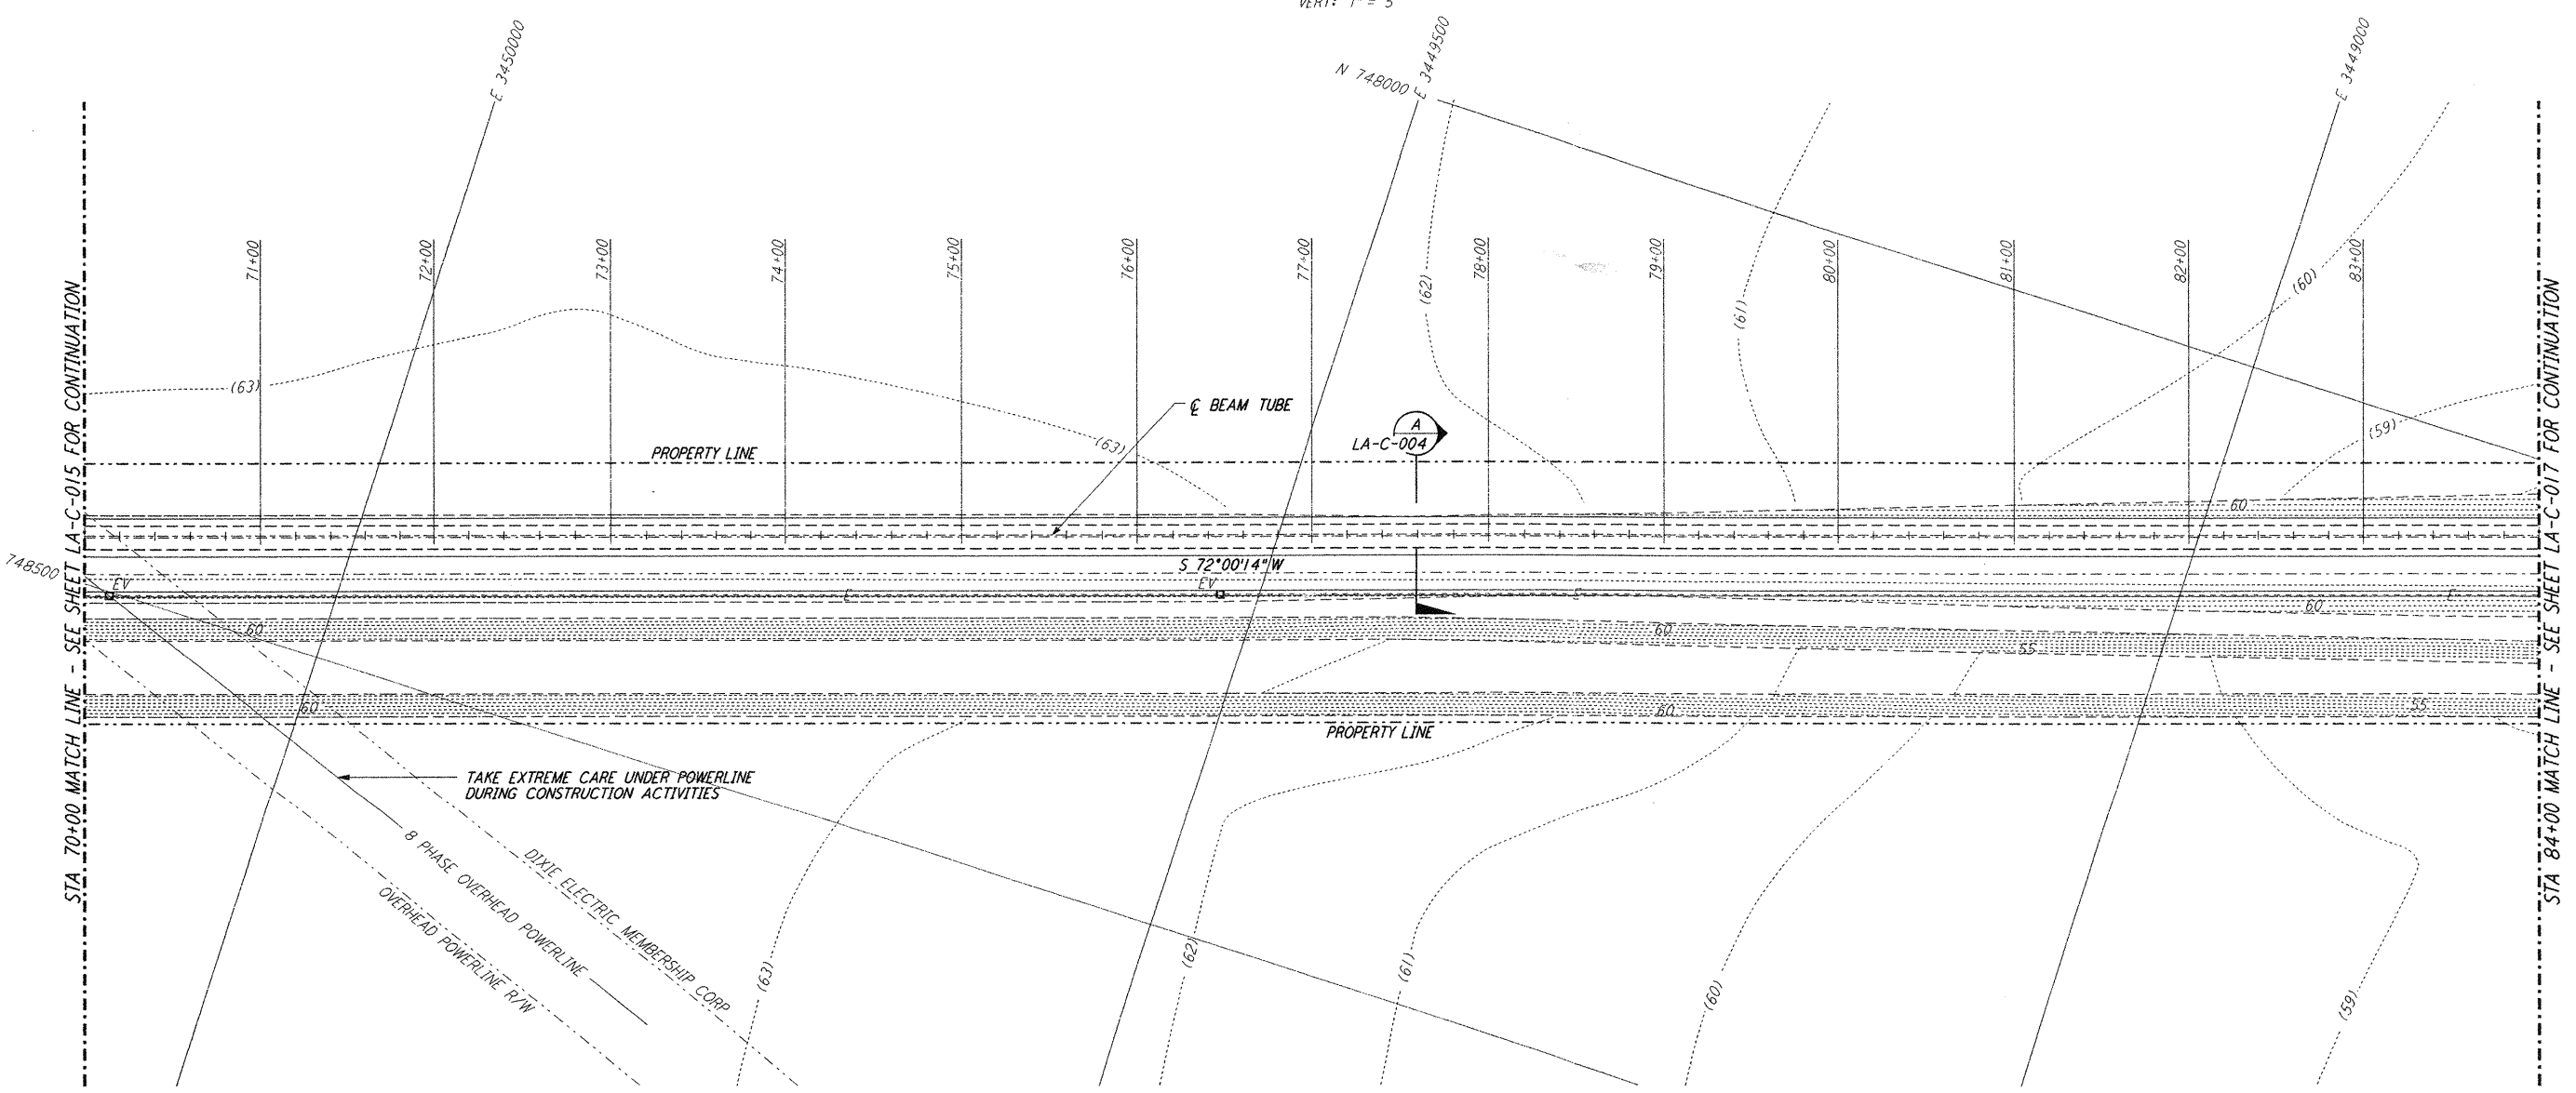 VERT: 1" = 5'
E 3450000
E 3449500
E 3449000
N 748000
71+00
72+00
73+00
74+00
75+00
76+00
77+00
78+00
79+00
80+00
81+00
82+00
83+00
(62)
(61)
(60)
(63)
(63)
(59)
℄ BEAM TUBE
A
LA-C-004
PROPERTY LINE
60
S 72°00'14" W
748500
EV
EV
E
E
E
60
60
60
55
60
60
55
PROPERTY LINE
TAKE EXTREME CARE UNDER POWERLINE
DURING CONSTRUCTION ACTIVITIES
8 PHASE OVERHEAD POWERLINE
DIXIE ELECTRIC MEMBERSHIP CORP
OVERHEAD POWERLINE R/W
(63)
(62)
(61)
(60)
(59)
STA 70+00 MATCH LINE - SEE SHEET LA-C-015 FOR CONTINUATION
STA 84+00 MATCH LINE - SEE SHEET LA-C-017 FOR CONTINUATION